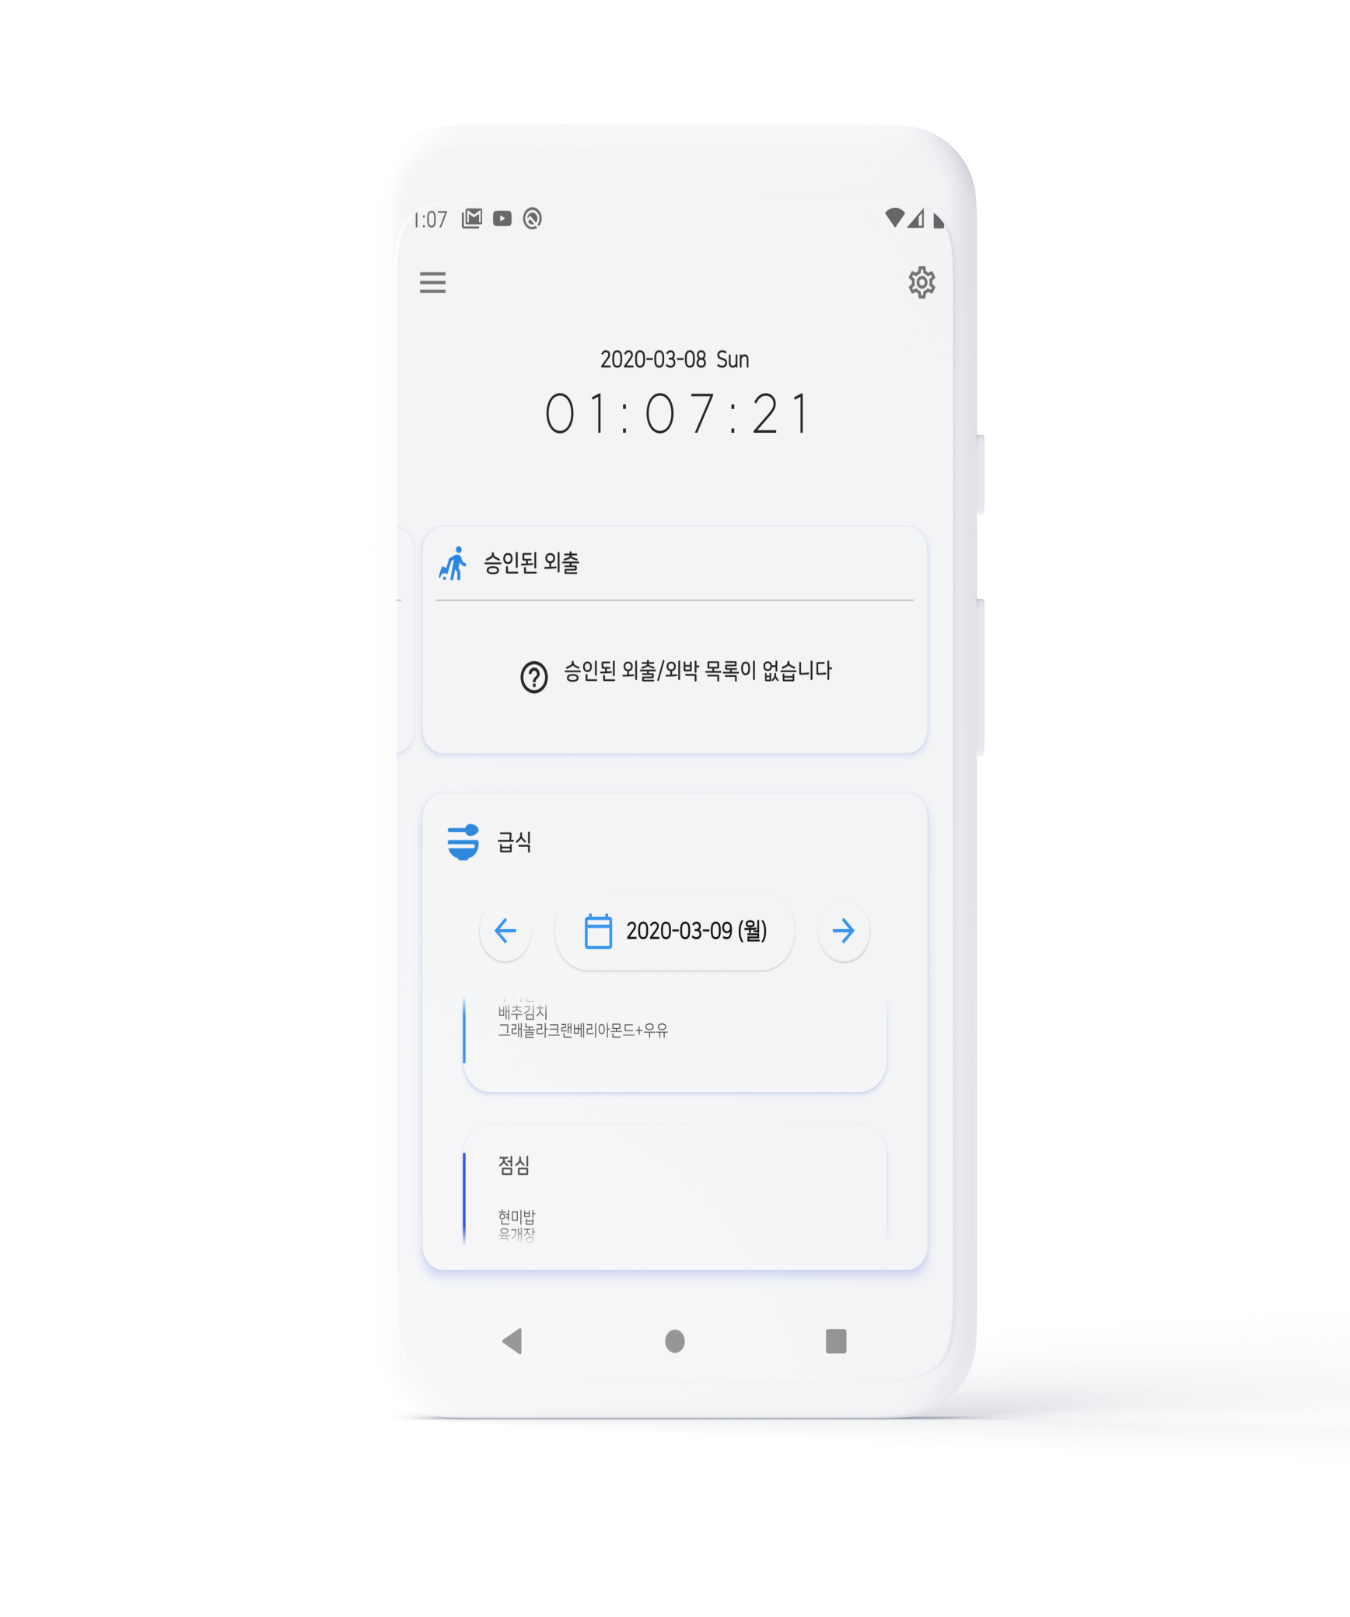 1:07
2020-03-08 Sun
01:07:21
승인된 외출
승인된 외출/외박 목록이 없습니다
급식
2020-03-09 (월)
배추김치
그래놀라크랜베리아몬드+우유
점심
현미밥
육개장